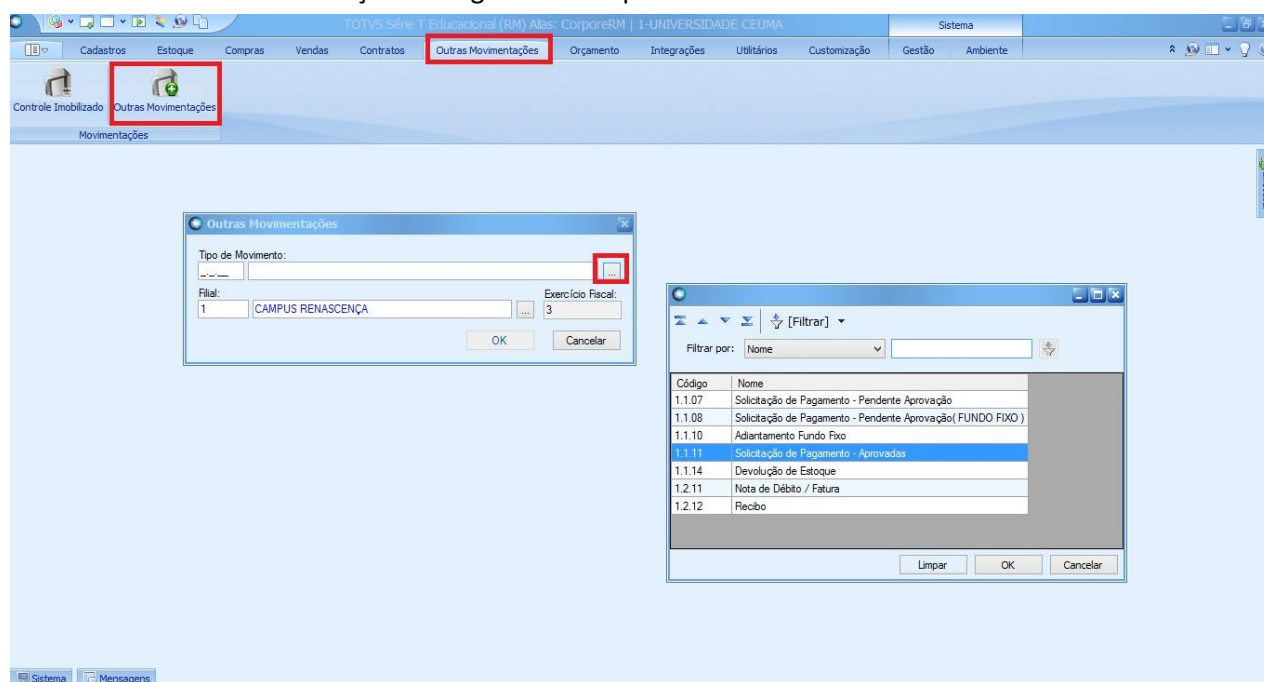 TOTVS Série T Educacional (RM) Alias: CorporeRM | 1-UNIVERSIDADE CEUMA
Sistema
Cadastros Estoque Compras Vendas Contratos Outras Movimentações Orçamento Integrações Utilitários Customização Gestão Ambiente
Controle Imobilizado Outras Movimentações
Movimentações
Outras Movimentações
Tipo de Movimento:
_._.__ ...
Filial: Exercício Fiscal:
1 CAMPUS RENASCENÇA ... 3
OK Cancelar
[Filtrar]
Filtrar por: Nome
Código Nome
1.1.07 Solicitação de Pagamento - Pendente Aprovação
1.1.08 Solicitação de Pagamento - Pendente Aprovação( FUNDO FIXO )
1.1.10 Adiantamento Fundo Fixo
1.1.11 Solicitação de Pagamento - Aprovadas
1.1.14 Devolução de Estoque
1.2.11 Nota de Débito / Fatura
1.2.12 Recibo
Limpar OK Cancelar
Sistema Mensagens